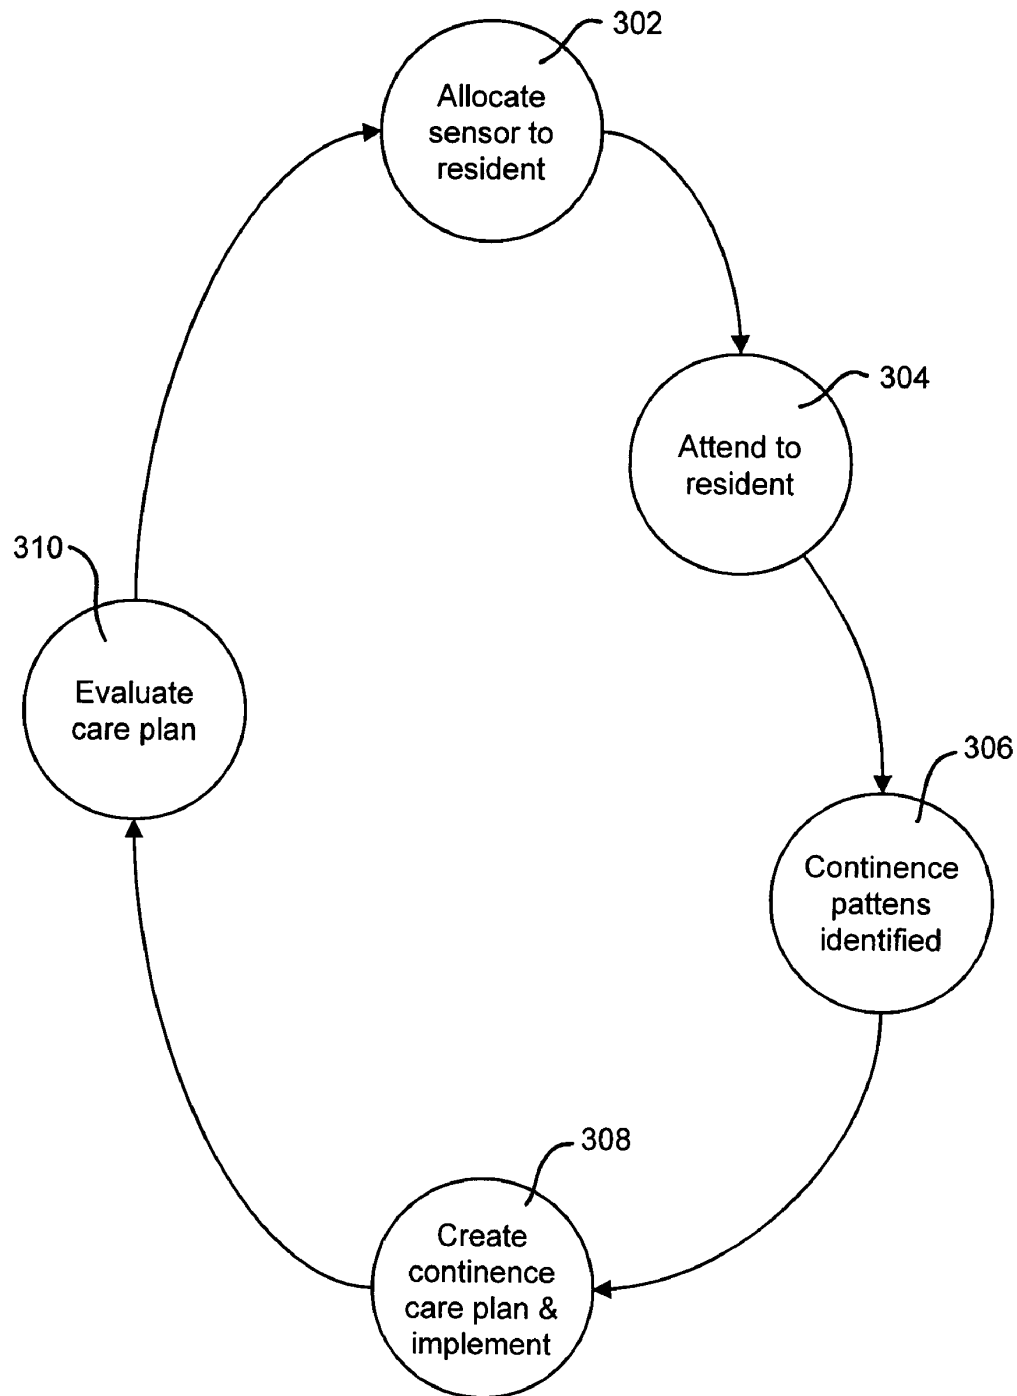 302
Allocate
sensor to
resident
304
Attend to
resident
306
Continence
pattens
identified
308
Create
continence
care plan &
implement
310
Evaluate
care plan